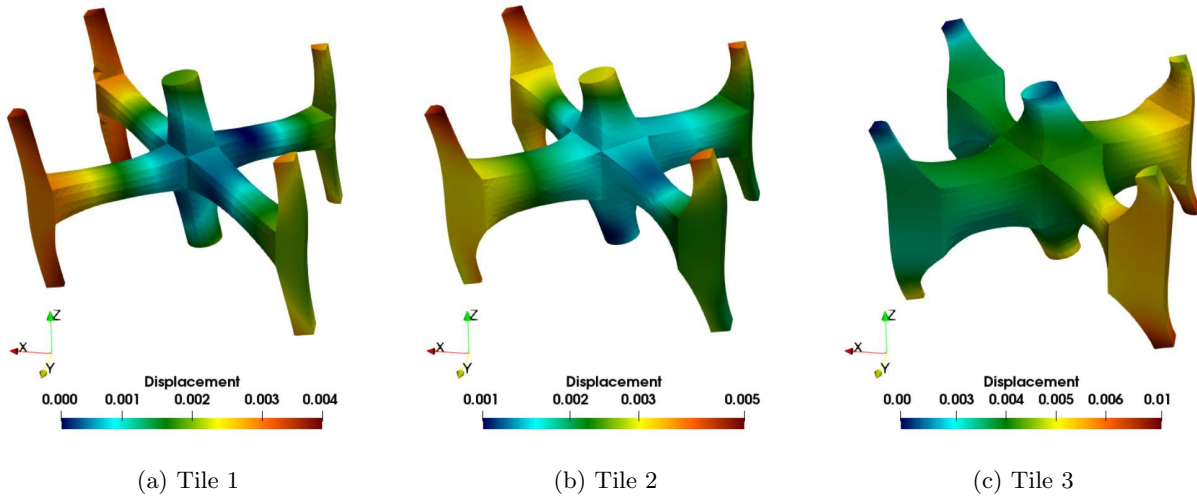 Z
X
Y
Displacement
0.000 0.001 0.002 0.003 0.004
(a) Tile 1
Z
X
Y
Displacement
0.001 0.002 0.003 0.005
(b) Tile 2
Z
X
Y
Displacement
0.00 0.003 0.004 0.005 0.006 0.01
(c) Tile 3